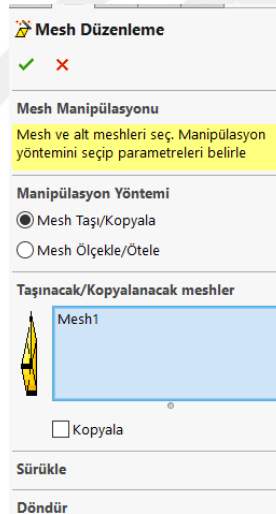 Mesh Düzenleme
Mesh Manipülasyonu
Mesh ve alt meshleri seç. Manipülasyon
yöntemini seçip parametreleri belirle
Manipülasyon Yöntemi
Mesh Taşı/Kopyala
Mesh Ölçekle/Ötele
Taşınacak/Kopyalanacak meshler
Mesh1
Kopyala
Sürükle
Döndür